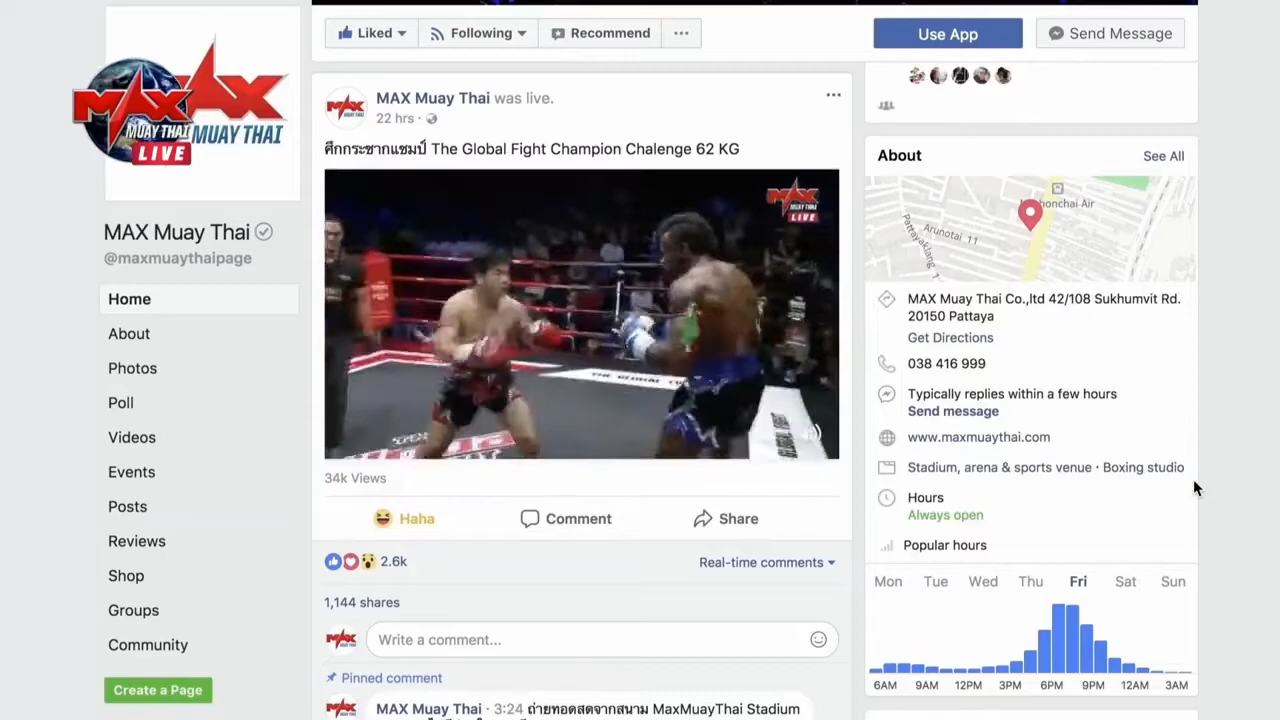 MAX
MUAY THAI
LIVE
MAX
MUAY THAI
MAX Muay Thai
@maxmuaythaipage
Home
About
Photos
Poll
Videos
Events
Posts
Reviews
Shop
Groups
Community
Create a Page
Liked
Following
Recommend
Use App
Send Message
MAX Muay Thai was live.
22 hrs ·
ศึกกระชากแชมป์ The Global Fight Champion Chalenge 62 KG
MAX
MUAY THAI
LIVE
34k Views
Haha
Comment
Share
2.6k
Real-time comments
1,144 shares
Write a comment...
Pinned comment
MAX Muay Thai · 3:24 ถ่ายทอดสดจากสนาม MaxMuayThai Stadium
About
See All
Arunotai 11
MAX Muay Thai Co.,ltd 42/108 Sukhumvit Rd.
20150 Pattaya
Get Directions
038 416 999
Typically replies within a few hours
Send message
www.maxmuaythai.com
Stadium, arena & sports venue · Boxing studio
Hours
Always open
Popular hours
Mon Tue Wed Thu Fri Sat Sun
6AM 9AM 12PM 3PM 6PM 9PM 12AM 3AM